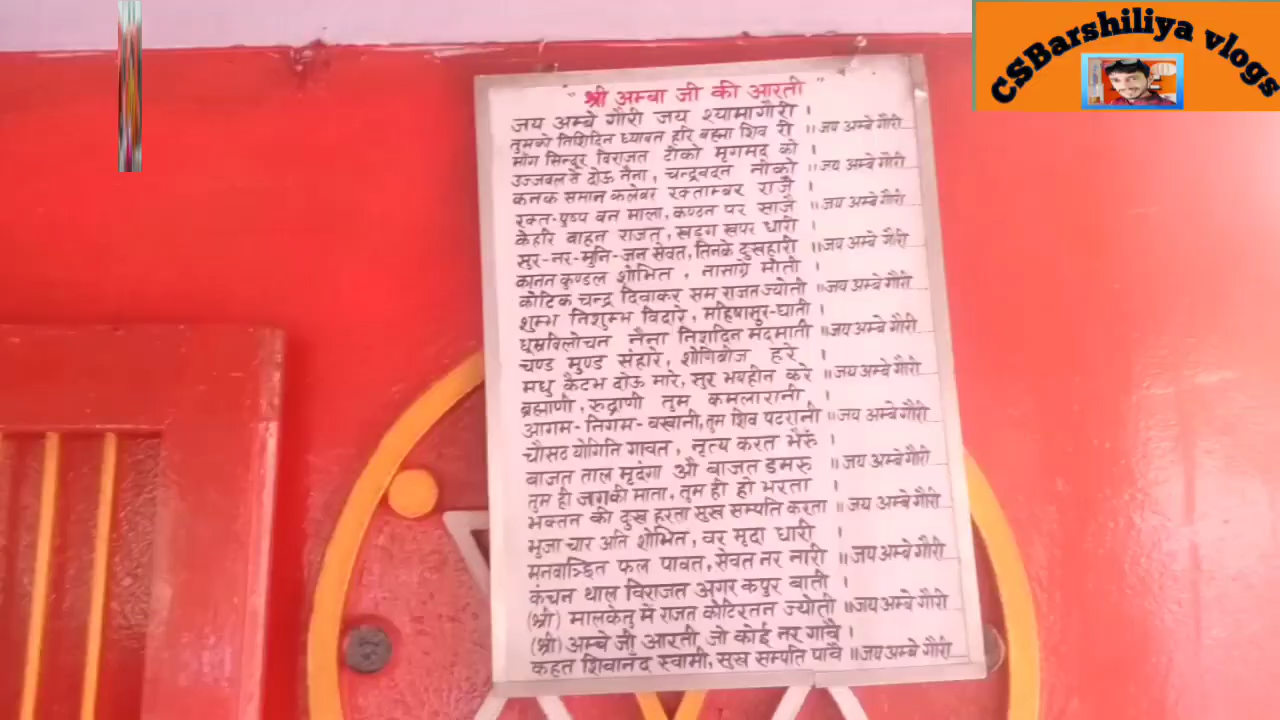 CSBarshiliya vlogs
" श्री अम्बा जी की आरती "
जय अम्बे गौरी जय श्यामागौरी ।
तुमको निशिदिन ध्यावत हरि ब्रह्मा शिव री ॥ जय अम्बे गौरी
माँग सिन्दूर विराजत टीको मृगमद को ।
उज्जवल से दोऊ नैना, चन्द्रवदन नीको ॥ जय अम्बे गौरी
कनक समान कलेवर रक्ताम्बर राजै ।
रक्त-पुष्प वन माला, कण्ठन पर साजै ॥ जय अम्बे गौरी
केहरि वाहन राजत, खड्ग खपर धारी ।
सुर-नर-मुनि-जन सेवत, तिनके दुखहारी ॥ जय अम्बे गौरी
कानन कुण्डल शोभित, नासाग्रे मोती ।
कोटिक चन्द्र दिवाकर सम राजत ज्योती ॥ जय अम्बे गौरी
शुम्भ निशुम्भ विदारे, महिषासुर-घाती ।
धूम्रविलोचन नैना निशदिन मदमाती ॥ जय अम्बे गौरी
चण्ड मुण्ड संहारे, शोणिबीज हरे ।
मधु कैटभ दोऊ मारे, सुर भयहीन करे ॥ जय अम्बे गौरी
ब्रह्माणी, रुद्राणी तुम कमलारानी ।
आगम-निगम-बखानी, तुम शिव पटरानी ॥ जय अम्बे गौरी
चौसठ योगिनि गावत, नृत्य करत भैरुं ।
बाजत ताल मृदंगा औ बाजत डमरु ॥ जय अम्बे गौरी
तुम ही जग की माता, तुम ही हो भरता ।
भक्तन की दुख हरता सुख सम्पति करता ॥ जय अम्बे गौरी
भुजा चार अति शोभित, वर मृदा धारी ।
मनवाञ्छित फल पावत, सेवत नर नारी ॥ जय अम्बे गौरी
कंचन थाल विराजत अगर कपुर बाती ।
(श्री) मालकेतु में राजत कोटिरतन ज्योती ॥ जय अम्बे गौरी
(श्री) अम्बे जी आरती जो कोई नर गावै ।
कहत शिवानँद स्वामी, सुख सम्पति पावै ॥ जय अम्बे गौरी